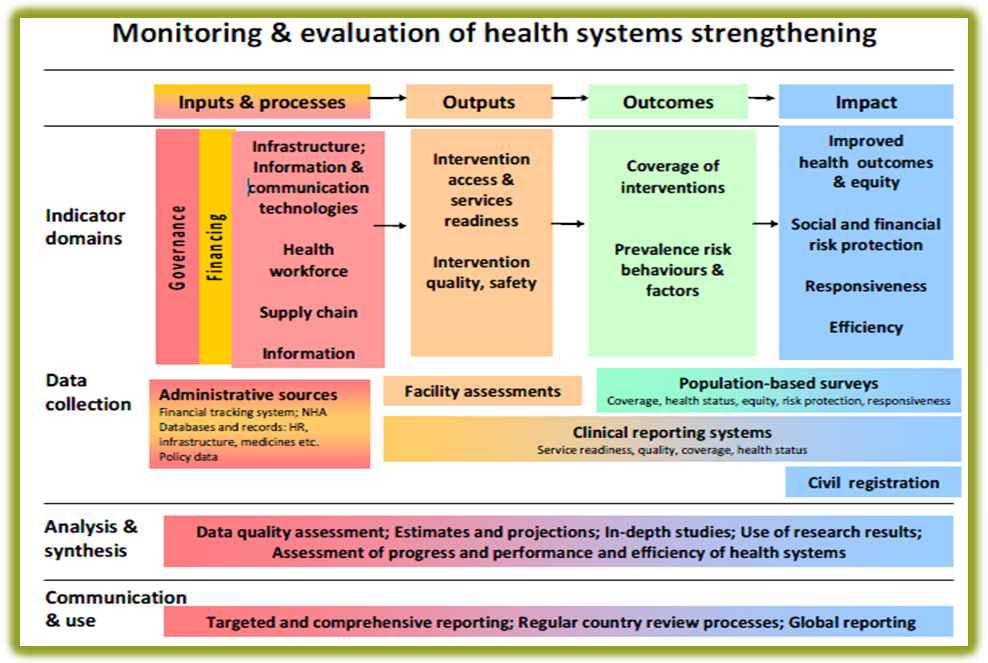 Monitoring & evaluation of health systems strengthening
Inputs & processes
Outputs
Outcomes
Impact
Indicator
domains
Governance
Financing
Infrastructure;
Information &
communication
technologies
Health
workforce
Supply chain
Information
Intervention
access &
services
readiness
Intervention
quality, safety
Coverage of
interventions
Prevalence risk
behaviours &
factors
Improved
health outcomes
& equity
Social and financial
risk protection
Responsiveness
Efficiency
Data
collection
Administrative sources
Financial tracking system; NHA
Databases and records: HR,
infrastructure, medicines etc.
Policy data
Facility assessments
Population-based surveys
Coverage, health status, equity, risk protection, responsiveness
Clinical reporting systems
Service readiness, quality, coverage, health status
Civil registration
Analysis &
synthesis
Data quality assessment; Estimates and projections; In-depth studies; Use of research results;
Assessment of progress and performance and efficiency of health systems
Communication
& use
Targeted and comprehensive reporting; Regular country review processes; Global reporting